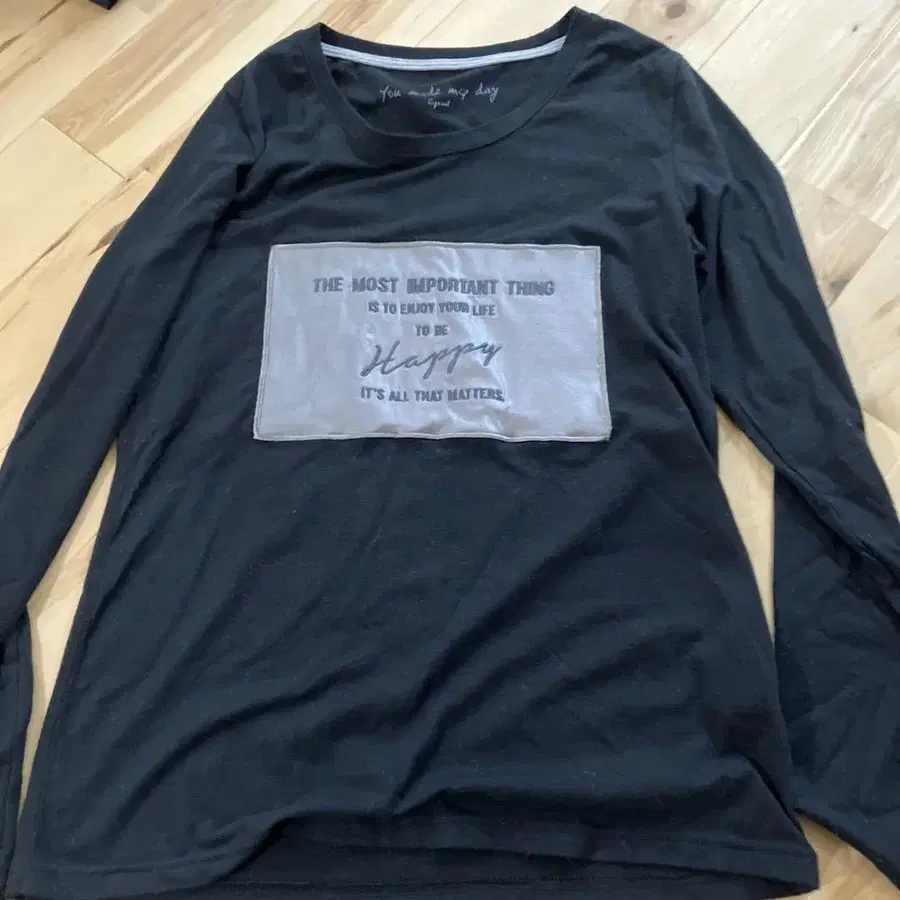 You made my day
THE MOST IMPORTANT THING
IS TO ENJOY YOUR LIFE
TO BE
Happy
IT'S ALL THAT MATTERS.